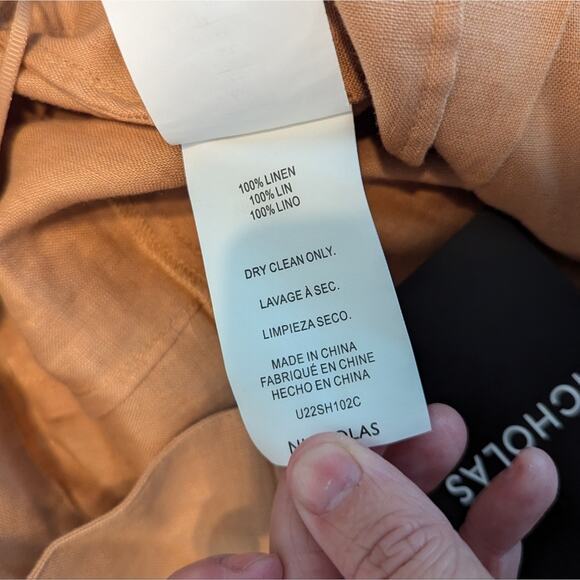 100% LINEN
100% LIN
100% LINO
DRY CLEAN ONLY.
LAVAGE À SEC.
LIMPIEZA SECO.
MADE IN CHINA
FABRIQUÉ EN CHINE
HECHO EN CHINA
U22SH102C
NICHOLAS